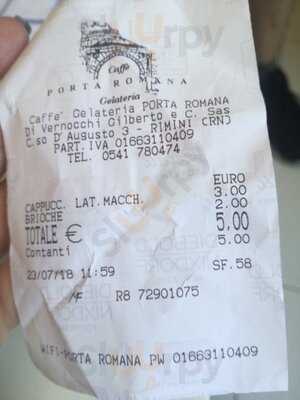 Caffè
PORTA ROMANA
Gelateria
Caffe' Gelateria PORTA ROMANA
Di Vernocchi Gilberto e C. Sas
C.so D'Augusto 3 - RIMINI (RN)
PART.IVA 01663110409
TEL. 0541 780474
EURO
CAPPUCC. LAT.MACCH. 3.00
BRIOCHE 2.00
TOTALE € 5,00
Contanti 5.00
23/07/18 11:59 SF.58
R8 72901075
WIFI-PORTA ROMANA PW 01663110409